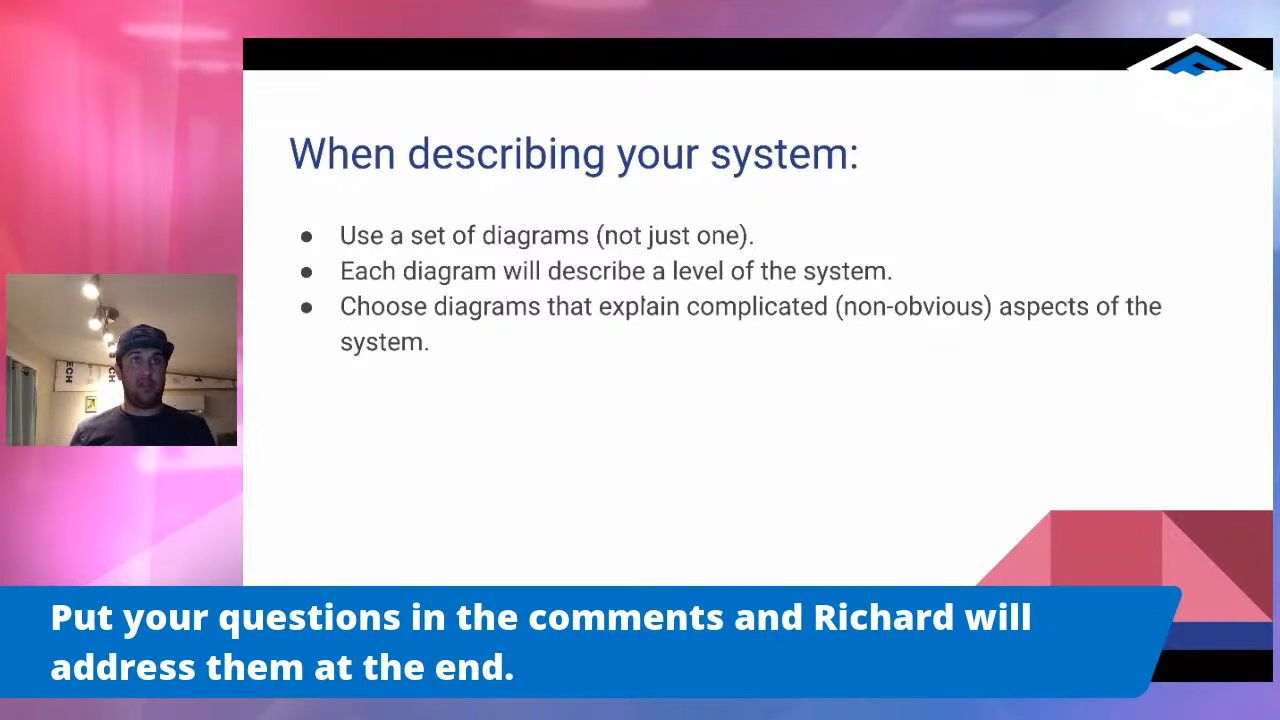 When describing your system:
● Use a set of diagrams (not just one).
● Each diagram will describe a level of the system.
● Choose diagrams that explain complicated (non-obvious) aspects of the
system.
ECH
ECH
Put your questions in the comments and Richard will
address them at the end.